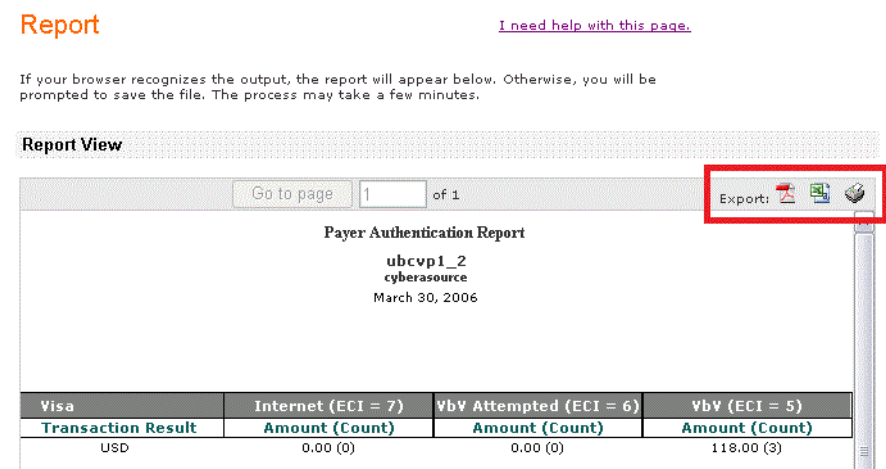 Report
I need help with this page.
If your browser recognizes the output, the report will appear below. Otherwise, you will be
prompted to save the file. The process may take a few minutes.
Report View
Go to page 1 of 1
Export:
Payer Authentication Report
ubcvp1_2
cyberasource
March 30, 2006
Visa Internet (ECI = 7) VbV Attempted (ECI = 6) VbV (ECI = 5)
Transaction Result Amount (Count) Amount (Count) Amount (Count)
USD 0.00 (0) 0.00 (0) 118.00 (3)